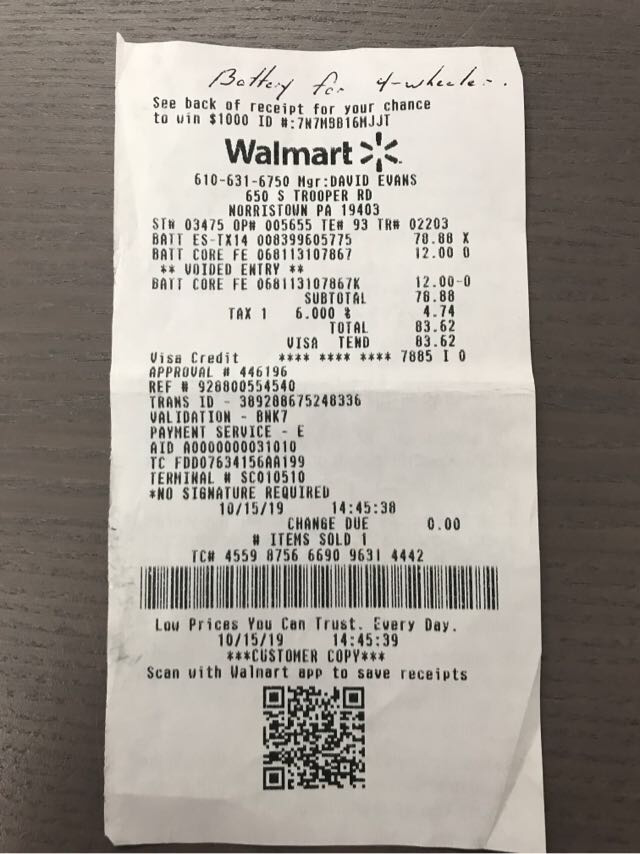 Battery for 4-wheeler.
See back of receipt for your chance
to win $1000 ID #:7N7M9B16MJJT
Walmart
610-631-6750 Mgr:DAVID EVANS
650 S TROOPER RD
NORRISTOWN PA 19403
ST# 03475 OP# 005655 TE# 93 TR# 02203
BATT ES-TX14 008399605775 78.88 X
BATT CORE FE 068113107867 12.00 O
** VOIDED ENTRY **
BATT CORE FE 068113107867K 12.00-O
SUBTOTAL 78.88
TAX 1 6.000 % 4.74
TOTAL 83.62
VISA TEND 83.62
Visa Credit **** **** **** 7885 I 0
APPROVAL # 446196
REF # 928800554540
TRANS ID - 389288675248336
VALIDATION - BNK7
PAYMENT SERVICE - E
AID A0000000031010
TC FDD07634156AA199
TERMINAL # SC010510
*NO SIGNATURE REQUIRED
10/15/19 14:45:38
CHANGE DUE 0.00
# ITEMS SOLD 1
TC# 4559 8756 6690 9631 4442
Low Prices You Can Trust. Every Day.
10/15/19 14:45:39
***CUSTOMER COPY***
Scan with Walmart app to save receipts